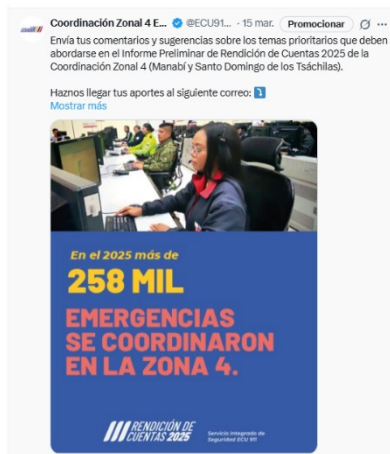 Coordinación Zonal 4 E... @ECU91... · 15 mar. Promocionar
Envía tus comentarios y sugerencias sobre los temas prioritarios que deben
abordarse en el Informe Preliminar de Rendición de Cuentas 2025 de la
Coordinación Zonal 4 (Manabí y Santo Domingo de los Tsáchilas).
Haznos llegar tus aportes al siguiente correo:
Mostrar más
En el 2025 más de
258 MIL
EMERGENCIAS
SE COORDINARON
EN LA ZONA 4.
RENDICIÓN DE
CUENTAS 2025
Servicio Integrado de
Seguridad ECU 911